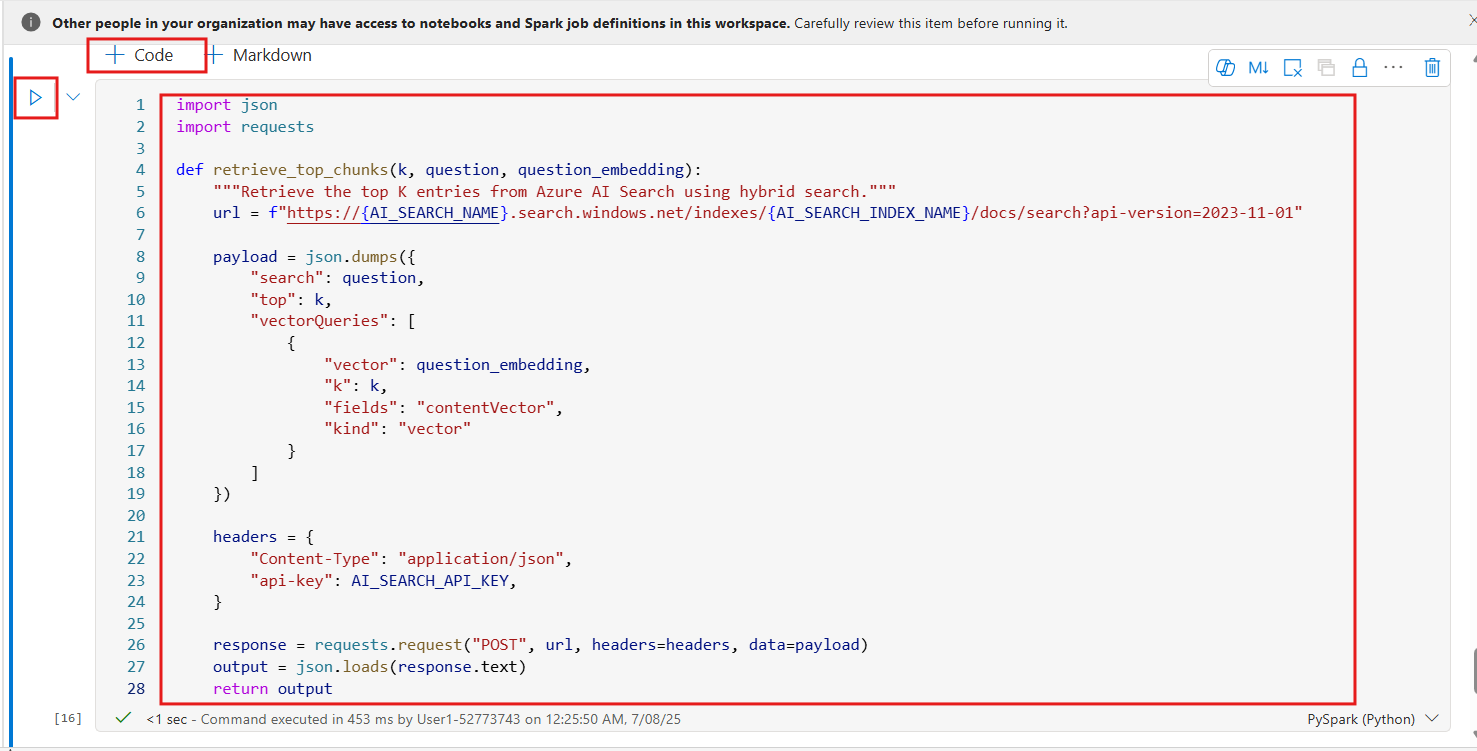 Other people in your organization may have access to notebooks and Spark job definitions in this workspace. Carefully review this item before running it.
+ Code + Markdown
M↓ ...
1 import json
2 import requests
3
4 def retrieve_top_chunks(k, question, question_embedding):
5     """Retrieve the top K entries from Azure AI Search using hybrid search."""
6     url = f"https://{AI_SEARCH_NAME}.search.windows.net/indexes/{AI_SEARCH_INDEX_NAME}/docs/search?api-version=2023-11-01"
7
8     payload = json.dumps({
9         "search": question,
10         "top": k,
11         "vectorQueries": [
12             {
13                 "vector": question_embedding,
14                 "k": k,
15                 "fields": "contentVector",
16                 "kind": "vector"
17             }
18         ]
19     })
20
21     headers = {
22         "Content-Type": "application/json",
23         "api-key": AI_SEARCH_API_KEY,
24     }
25
26     response = requests.request("POST", url, headers=headers, data=payload)
27     output = json.loads(response.text)
28     return output
[16] <1 sec - Command executed in 453 ms by User1-52773743 on 12:25:50 AM, 7/08/25 PySpark (Python)